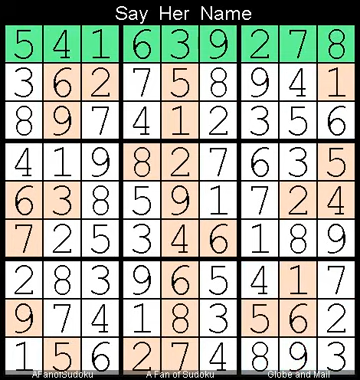 Say Her Name
5 4 1 6 3 9 2 7 8
3 6 2 7 5 8 9 4 1
8 9 7 4 1 2 3 5 6
4 1 9 8 2 7 6 3 5
6 3 8 5 9 1 7 2 4
7 2 5 3 4 6 1 8 9
2 8 3 9 6 5 4 1 7
9 7 4 1 8 3 5 6 2
1 5 6 2 7 4 8 9 3
AFanofSudoku A Fan of Sudoku Globe and Mail